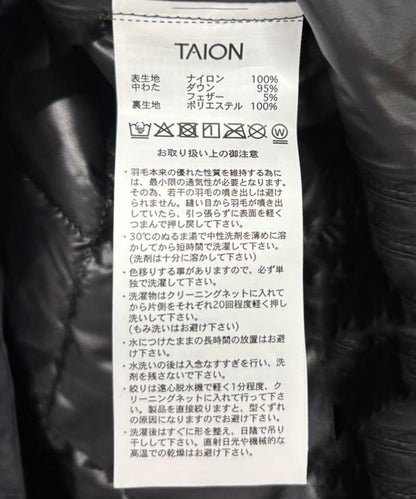 TAION
表生地 ナイロン 100%
中わた ダウン 95%
フェザー 5%
裏生地 ポリエステル 100%
お取り扱い上の御注意
・羽毛本来の優れた性質を維持する為に
は、最小限の通気性が必要となります。
その為、若干の羽毛の噴き出しは避け
られません。縫い目から羽毛が噴き出
していたら、引っ張らずに表面を軽く
つまんで押し戻して下さい。
・30℃のぬるま湯で中性洗剤を薄めに溶
かしてから短時間で洗濯して下さい。
(洗剤は十分に溶かして下さい)
・色移りする事がありますので、必ず単
独で洗濯して下さい。
・洗濯物はクリーニングネットに入れて
から片側をそれぞれ20回程度軽く押し
洗いして下さい。
(もみ洗いはお避け下さい)
・水につけたままの長時間の放置はお避け
下さい。
・水洗いの後は入念なすすぎを行い、洗
剤を残さないで下さい。
・絞りは遠心脱水機で軽く1分程度、ク
リーニングネットに入れて行って下さ
い。製品を直接絞りますと、型くずれ
の原因になりますのでお避け下さい。
・洗濯後はすぐに形を整え、日陰で吊り
干しして下さい。直射日光や機械的な
高温での乾燥はお避け下さい。